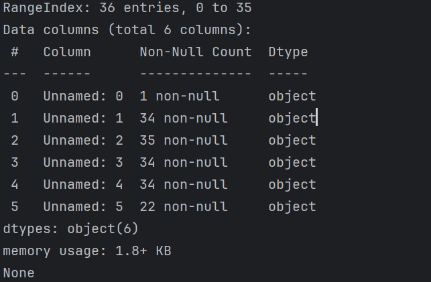 RangeIndex: 36 entries, 0 to 35
Data columns (total 6 columns):
 #   Column      Non-Null Count  Dtype
---  ------      --------------  -----
 0   Unnamed: 0  1 non-null      object
 1   Unnamed: 1  34 non-null     object
 2   Unnamed: 2  35 non-null     object
 3   Unnamed: 3  34 non-null     object
 4   Unnamed: 4  34 non-null     object
 5   Unnamed: 5  22 non-null     object
dtypes: object(6)
memory usage: 1.8+ KB
None